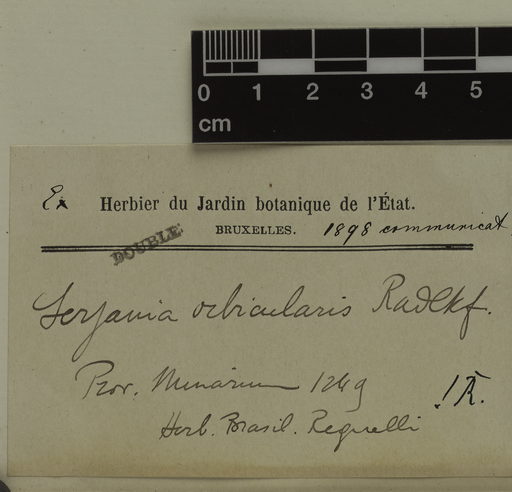 0 1 2 3 4 5
cm
Ex Herbier du Jardin botanique de l'État.
BRUXELLES. 1898 communicat.
DOUBLE
Serjania orbicularis Radlkf.
Prov. Minarum 1249 !R.
Herb. Brasil. Regnelli